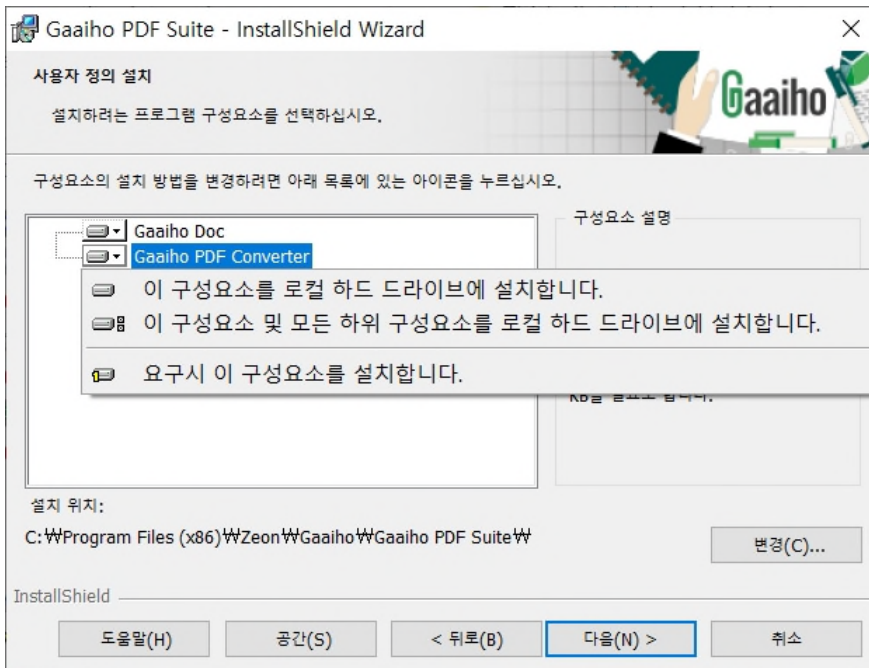 Gaaiho PDF Suite - InstallShield Wizard
사용자 정의 설치
설치하려는 프로그램 구성요소를 선택하십시오.
Gaaiho
구성요소의 설치 방법을 변경하려면 아래 목록에 있는 아이콘을 누르십시오.
구성요소 설명
Gaaiho Doc
Gaaiho PDF Converter
이 구성요소를 로컬 하드 드라이브에 설치합니다.
이 구성요소 및 모든 하위 구성요소를 로컬 하드 드라이브에 설치합니다.
요구시 이 구성요소를 설치합니다.
설치 위치:
C:₩Program Files (x86)₩Zeon₩Gaaiho₩Gaaiho PDF Suite₩
변경(C)...
InstallShield
도움말(H) 공간(S) < 뒤로(B) 다음(N) > 취소